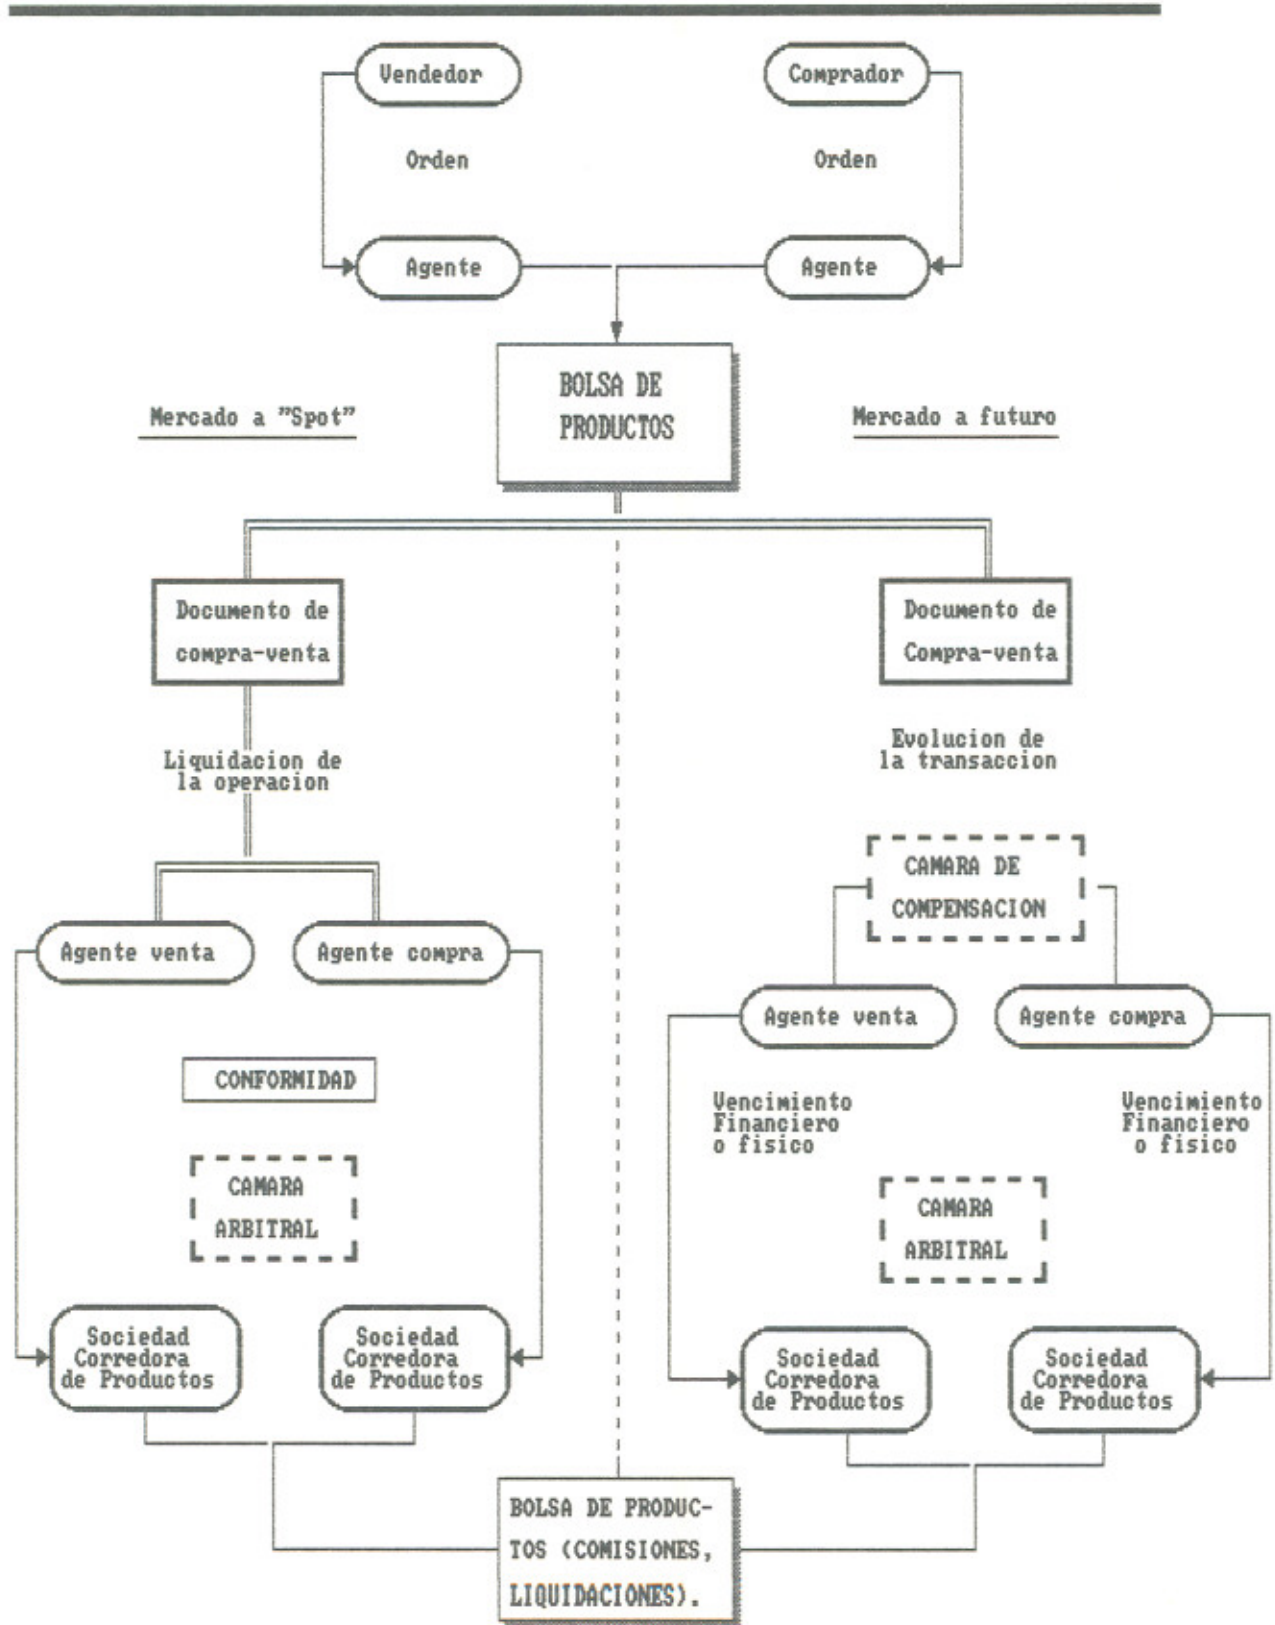 Vendedor
Comprador
Orden
Orden
Agente
Agente
BOLSA DE
PRODUCTOS
Mercado a "Spot"
Mercado a futuro
Documento de
compra-venta
Documento de
Compra-venta
Liquidacion de
la operacion
Evolucion de
la transaccion
CAMARA DE
COMPENSACION
Agente venta
Agente compra
Agente venta
Agente compra
CONFORMIDAD
Vencimiento
Financiero
o fisico
Vencimiento
Financiero
o fisico
CAMARA
ARBITRAL
CAMARA
ARBITRAL
Sociedad
Corredora
de Productos
Sociedad
Corredora
de Productos
Sociedad
Corredora
de Productos
Sociedad
Corredora
de Productos
BOLSA DE PRODUC-
TOS (COMISIONES,
LIQUIDACIONES).